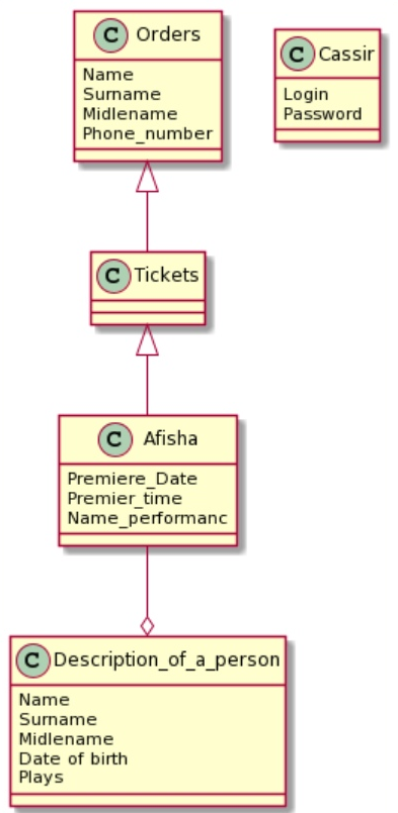 C Orders
Name
Surname
Midlename
Phone_number
C Cassir
Login
Password
C Tickets
C Afisha
Premiere_Date
Premier_time
Name_performanc
C Description_of_a_person
Name
Surname
Midlename
Date of birth
Plays